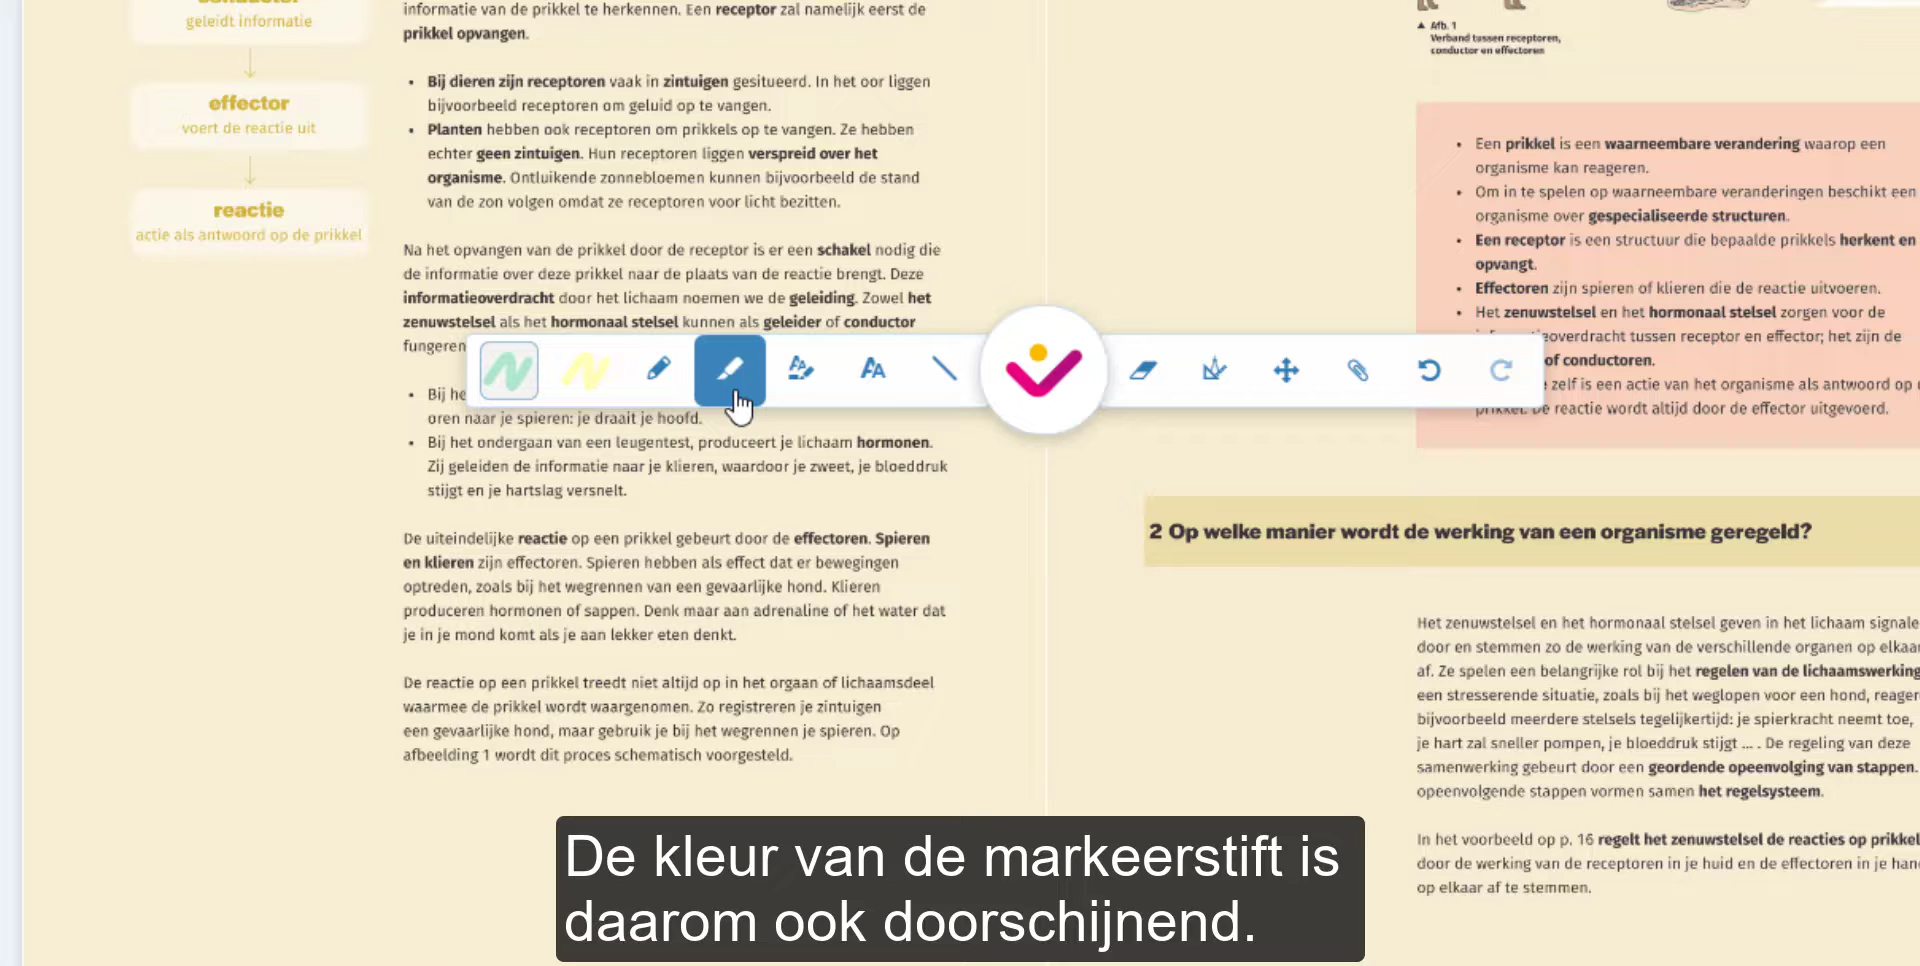 conductor
geleidt informatie
effector
voert de reactie uit
reactie
actie als antwoord op de prikkel
informatie van de prikkel te herkennen. Een receptor zal namelijk eerst de
prikkel opvangen.
• Bij dieren zijn receptoren vaak in zintuigen gesitueerd. In het oor liggen
bijvoorbeeld receptoren om geluid op te vangen.
• Planten hebben ook receptoren om prikkels op te vangen. Ze hebben
echter geen zintuigen. Hun receptoren liggen verspreid over het
organisme. Ontluikende zonnebloemen kunnen bijvoorbeeld de stand
van de zon volgen omdat ze receptoren voor licht bezitten.
Na het opvangen van de prikkel door de receptor is er een schakel nodig die
de informatie over deze prikkel naar de plaats van de reactie brengt. Deze
informatieoverdracht door het lichaam noemen we de geleiding. Zowel het
zenuwstelsel als het hormonaal stelsel kunnen als geleider of conductor
fungeren
• Bij he
oren naar je spieren: je draait je hoofd.
• Bij het ondergaan van een leugentest, produceert je lichaam hormonen.
Zij geleiden de informatie naar je klieren, waardoor je zweet, je bloeddruk
stijgt en je hartslag versnelt.
De uiteindelijke reactie op een prikkel gebeurt door de effectoren. Spieren
en klieren zijn effectoren. Spieren hebben als effect dat er bewegingen
optreden, zoals bij het wegrennen van een gevaarlijke hond. Klieren
produceren hormonen of sappen. Denk maar aan adrenaline of het water dat
je in je mond komt als je aan lekker eten denkt.
De reactie op een prikkel treedt niet altijd op in het orgaan of lichaamsdeel
waarmee de prikkel wordt waargenomen. Zo registreren je zintuigen
een gevaarlijke hond, maar gebruik je bij het wegrennen je spieren. Op
afbeelding 1 wordt dit proces schematisch voorgesteld.
▲ Afb. 1
Verband tussen receptoren,
conductor en effectoren
• Een prikkel is een waarneembare verandering waarop een
organisme kan reageren.
• Om in te spelen op waarneembare veranderingen beschikt een
organisme over gespecialiseerde structuren.
• Een receptor is een structuur die bepaalde prikkels herkent en
opvangt.
• Effectoren zijn spieren of klieren die de reactie uitvoeren.
• Het zenuwstelsel en het hormonaal stelsel zorgen voor de
ieoverdracht tussen receptor en effector; het zijn de
of conductoren.
zelf is een actie van het organisme als antwoord op
prikkel. De reactie wordt altijd door de effector uitgevoerd.
2 Op welke manier wordt de werking van een organisme geregeld?
Het zenuwstelsel en het hormonaal stelsel geven in het lichaam signale
door en stemmen zo de werking van de verschillende organen op elkaar
af. Ze spelen een belangrijke rol bij het regelen van de lichaamswerking
een stresserende situatie, zoals bij het weglopen voor een hond, reager
bijvoorbeeld meerdere stelsels tegelijkertijd: je spierkracht neemt toe,
je hart zal sneller pompen, je bloeddruk stijgt ... . De regeling van deze
samenwerking gebeurt door een geordende opeenvolging van stappen.
opeenvolgende stappen vormen samen het regelsysteem.
In het voorbeeld op p. 16 regelt het zenuwstelsel de reacties op prikkel
door de werking van de receptoren in je huid en de effectoren in je han
op elkaar af te stemmen.
De kleur van de markeerstift is
daarom ook doorschijnend.